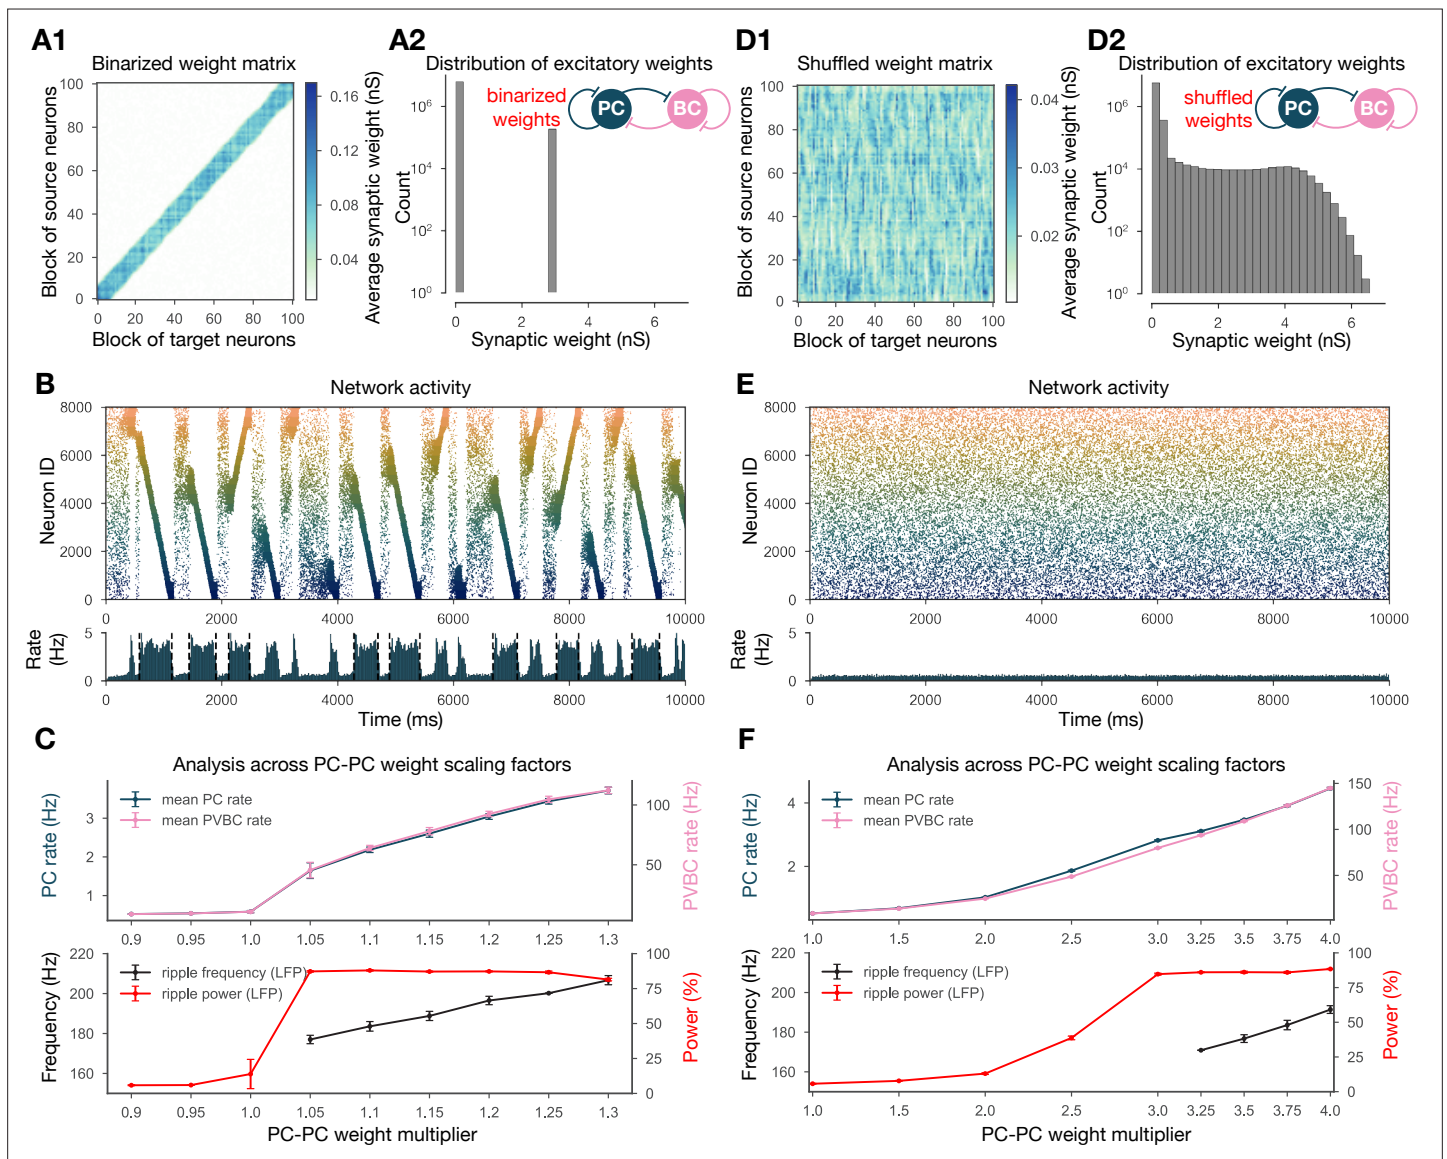 A1
Binarized weight matrix
Block of source neurons
100
80
60
40
20
0
0 20 40 60 80 100
Block of target neurons
0.16
0.12
0.08
0.04
Average synaptic weight (nS)
A2
Distribution of excitatory weights
binarized
weights
PC
BC
Count
10⁶
10⁴
10²
10⁰
0 2 4 6
Synaptic weight (nS)
D1
Shuffled weight matrix
Block of source neurons
100
80
60
40
20
0
0 20 40 60 80 100
Block of target neurons
0.04
0.03
0.02
Average synaptic weight (nS)
D2
Distribution of excitatory weights
shuffled
weights
PC
BC
Count
10⁶
10⁴
10²
10⁰
0 2 4 6
Synaptic weight (nS)
B
Network activity
Neuron ID
8000
6000
4000
2000
0
0 2000 4000 6000 8000 10000
Rate
(Hz)
5
0
0 2000 4000 6000 8000 10000
Time (ms)
E
Network activity
Neuron ID
8000
6000
4000
2000
0
0 2000 4000 6000 8000 10000
Rate
(Hz)
5
0
0 2000 4000 6000 8000 10000
Time (ms)
C
Analysis across PC-PC weight scaling factors
PC rate (Hz)
3
2
1
mean PC rate
mean PVBC rate
100
50
PVBC rate (Hz)
0.9 0.95 1.0 1.05 1.1 1.15 1.2 1.25 1.3
Frequency (Hz)
220
200
180
160
ripple frequency (LFP)
ripple power (LFP)
100
75
50
25
0
Power (%)
0.9 0.95 1.0 1.05 1.1 1.15 1.2 1.25 1.3
PC-PC weight multiplier
F
Analysis across PC-PC weight scaling factors
PC rate (Hz)
4
2
mean PC rate
mean PVBC rate
150
100
50
PVBC rate (Hz)
1.0 1.5 2.0 2.5 3.0 3.25 3.5 3.75 4.0
Frequency (Hz)
220
200
180
160
ripple frequency (LFP)
ripple power (LFP)
100
75
50
25
0
Power (%)
1.0 1.5 2.0 2.5 3.0 3.25 3.5 3.75 4.0
PC-PC weight multiplier